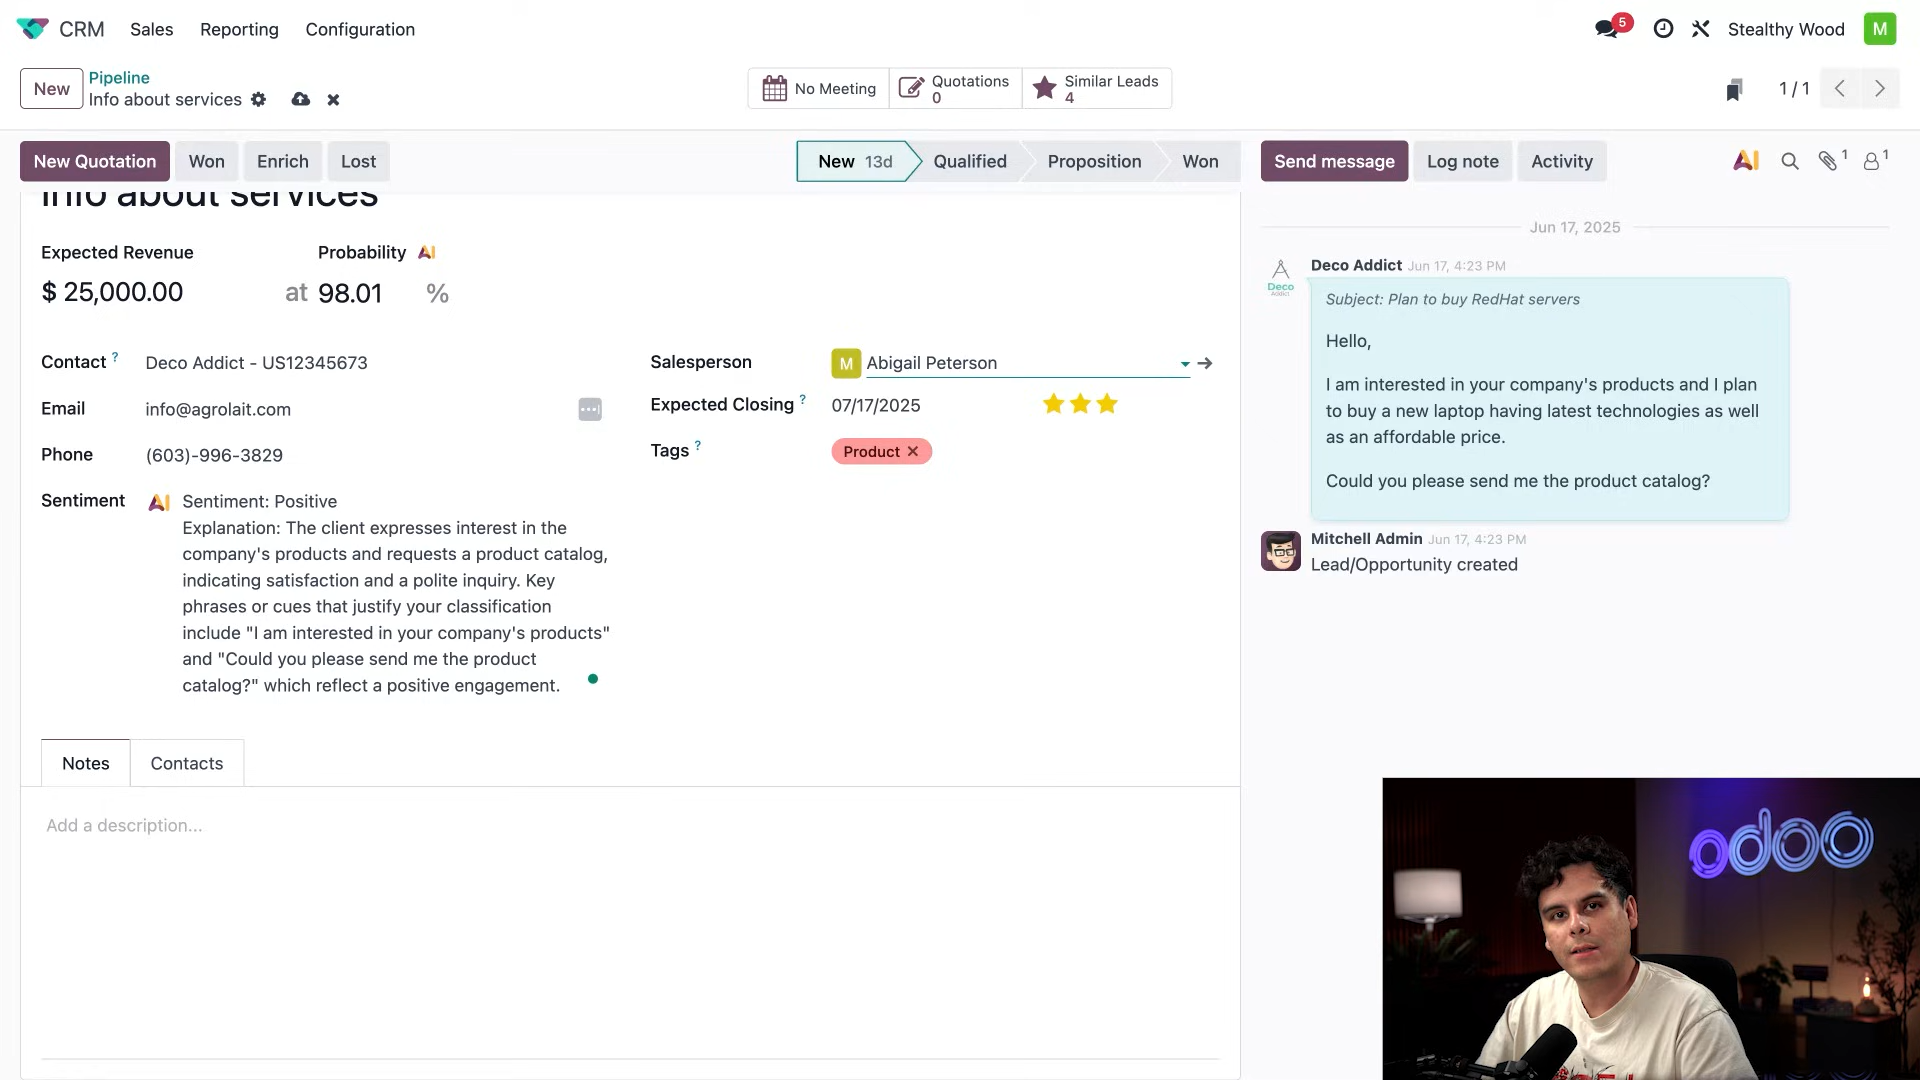 CRM Sales Reporting Configuration
5
Stealthy Wood M
New
Pipeline
Info about services
No Meeting
Quotations
0
Similar Leads
4
1 / 1
New Quotation Won Enrich Lost
New 13d Qualified Proposition Won
Send message Log note Activity
AI 1 1
Info about services
Expected Revenue
Probability AI
$ 25,000.00
at 98.01 %
Contact ? Deco Addict - US12345673
Email info@agrolait.com
Phone (603)-996-3829
Sentiment AI Sentiment: Positive
Explanation: The client expresses interest in the
company's products and requests a product catalog,
indicating satisfaction and a polite inquiry. Key
phrases or cues that justify your classification
include "I am interested in your company's products"
and "Could you please send me the product
catalog?" which reflect a positive engagement.
Salesperson M Abigail Peterson
Expected Closing ? 07/17/2025
Tags ? Product
Notes Contacts
Add a description...
Jun 17, 2025
Deco Addict Jun 17, 4:23 PM
Deco
Addict
Subject: Plan to buy RedHat servers
Hello,
I am interested in your company's products and I plan
to buy a new laptop having latest technologies as well
as an affordable price.
Could you please send me the product catalog?
Mitchell Admin Jun 17, 4:23 PM
Lead/Opportunity created
odoo